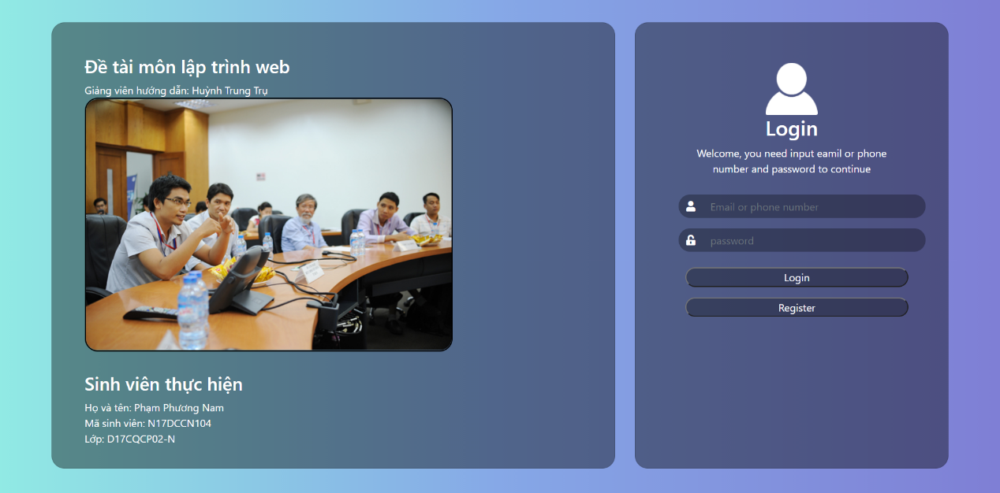 Đề tài môn lập trình web
Giảng viên hướng dẫn: Huỳnh Trung Trụ
Sinh viên thực hiện
Họ và tên: Phạm Phương Nam
Mã sinh viên: N17DCCN104
Lớp: D17CQCP02-N
Login
Welcome, you need input eamil or phone
number and password to continue
Email or phone number
password
Login
Register